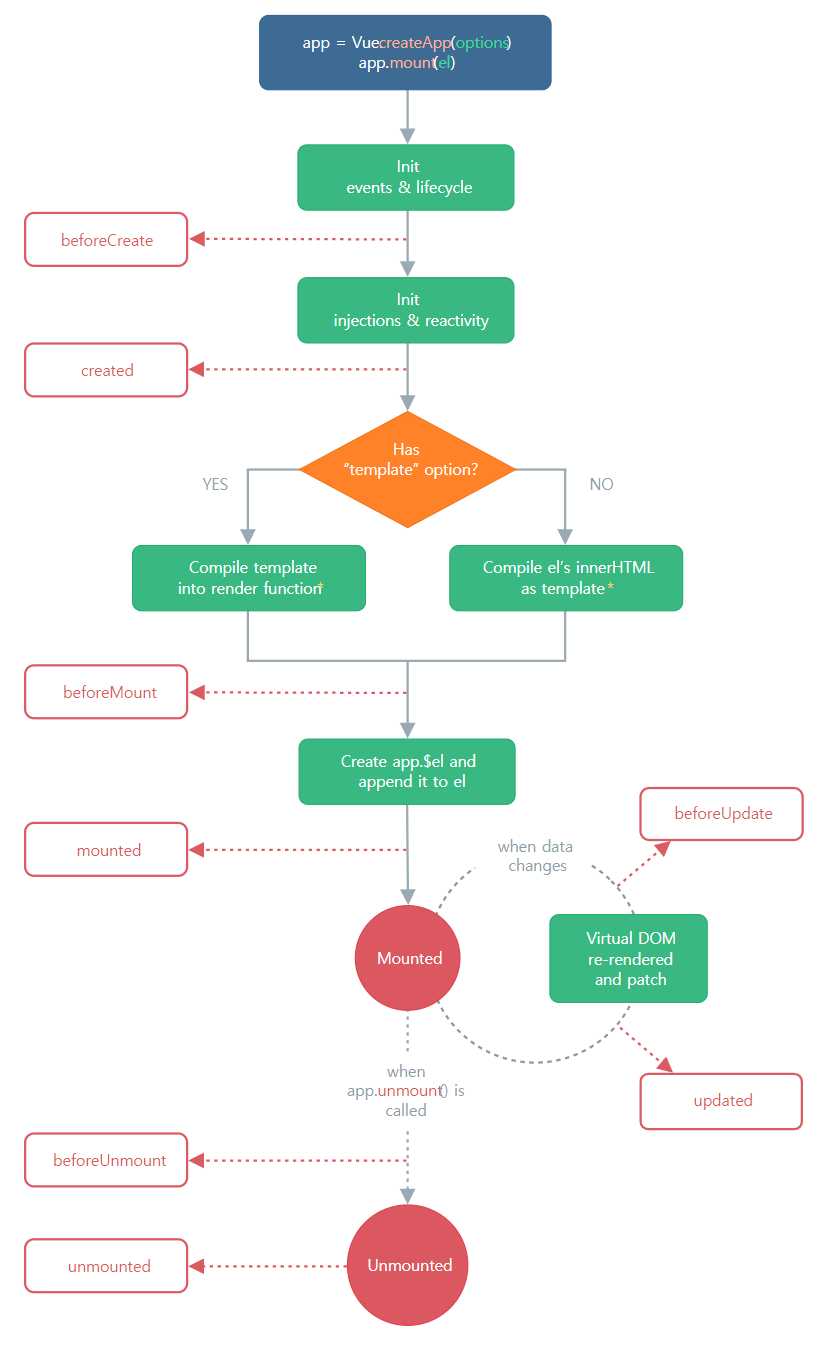 app = Vue.createApp(options)
app.mount(el)
Init
events & lifecycle
beforeCreate
Init
injections & reactivity
created
Has
“template” option?
YES
NO
Compile template
into render function*
Compile el’s innerHTML
as template *
beforeMount
Create app.$el and
append it to el
beforeUpdate
mounted
when data
changes
Virtual DOM
re-rendered
and patch
Mounted
when
app.unmount() is
called
updated
beforeUnmount
unmounted
Unmounted